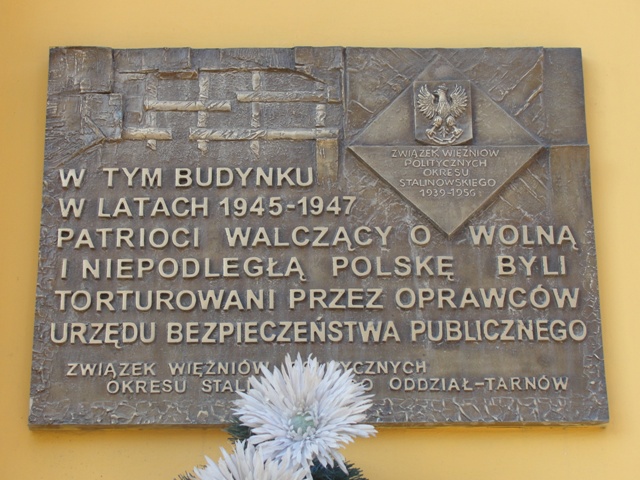 ZWIĄZEK WIĘŹNIÓW
POLITYCZNYCH
OKRESU
STALINOWSKIEGO
1939-1956
W TYM BUDYNKU
W LATACH 1945-1947
PATRIOCI WALCZĄCY O WOLNĄ
I NIEPODLEGŁĄ POLSKĘ BYLI
TORTUROWANI PRZEZ OPRAWCÓW
URZĘDU BEZPIECZEŃSTWA PUBLICZNEGO
ZWIĄZEK WIĘŹNIÓW POLITYCZNYCH
OKRESU ODDZIAŁ-TARNÓW